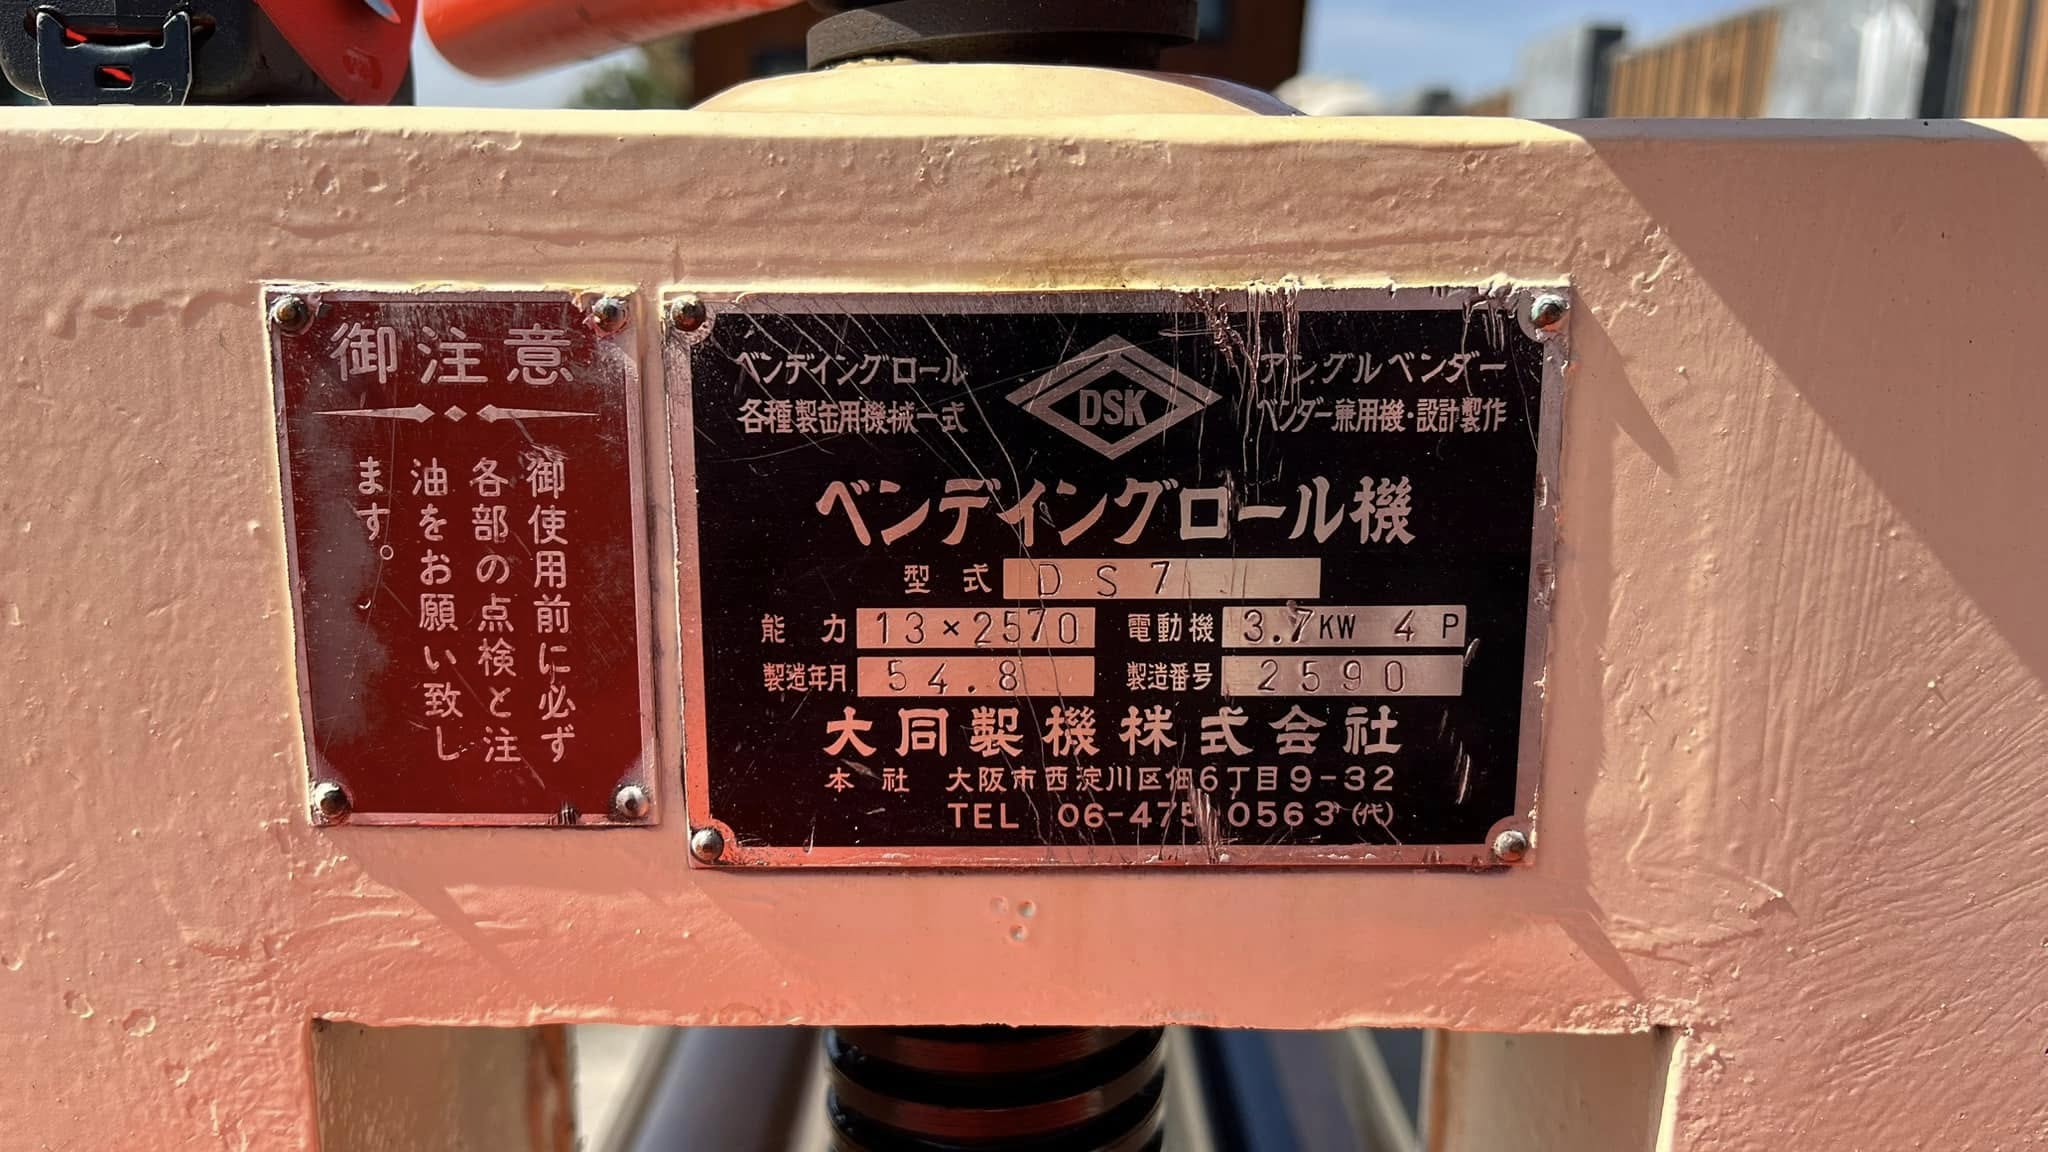 御注意
御使用前に必ず
各部の点検と注
油をお願い致し
ます。
ベンディングロール
各種製缶用機械一式
DSK
アングルベンダー
ベンダー兼用機・設計製作
ベンディングロール機
型式 DS7
能力 13×2570 電動機 3.7KW 4P
製造年月 54.8 製造番号 2590
大同製機株式会社
本社 大阪市西淀川区佃6丁目9-32
TEL 06-475-0563(代)